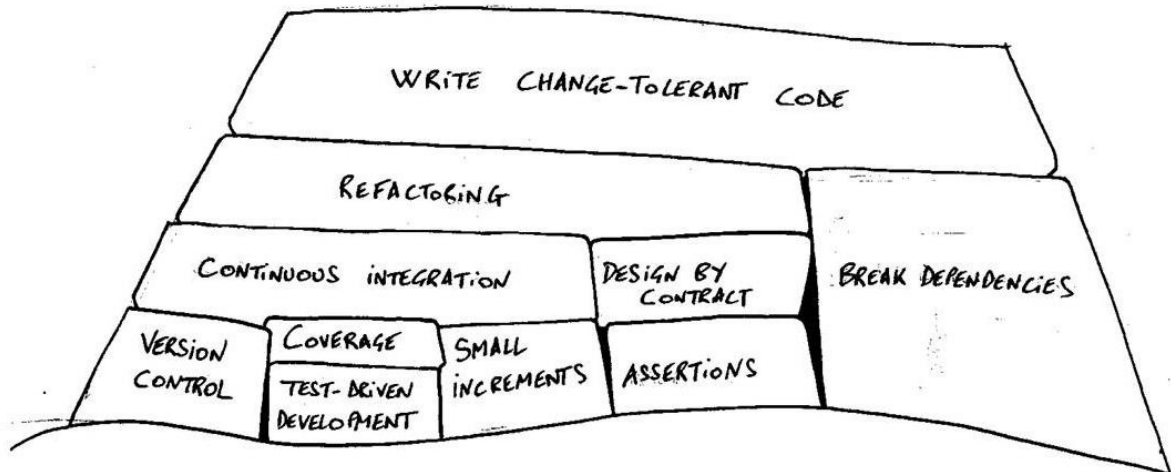 WRITE CHANGE-TOLERANT CODE
REFACTORING
CONTINUOUS INTEGRATION
DESIGN BY
CONTRACT
BREAK DEPENDENCIES
VERSION
CONTROL
COVERAGE
TEST-DRIVEN
DEVELOPMENT
SMALL
INCREMENTS
ASSERTIONS